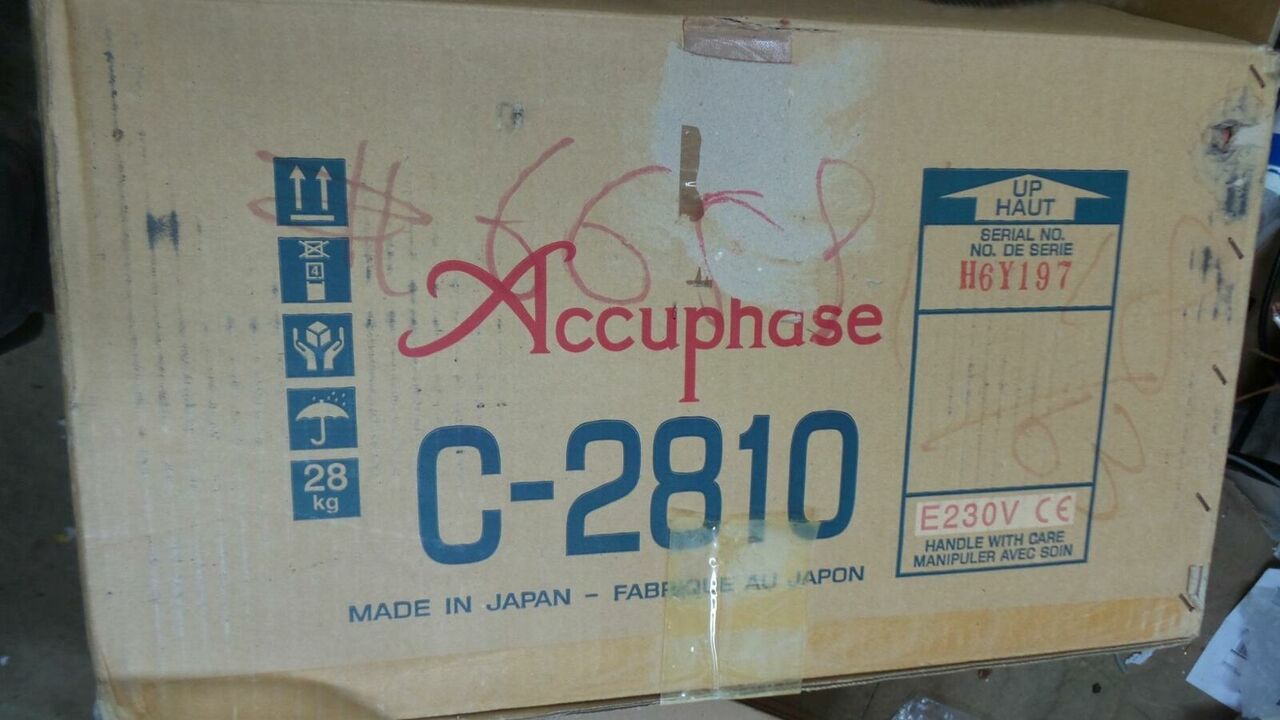 4
28
kg
Accuphase
C-2810
MADE IN JAPAN – FABRIQUE AU JAPON
UP
HAUT
SERIAL NO.
NO. DE SERIE
H6Y197
E230V CE
HANDLE WITH CARE
MANIPULER AVEC SOIN